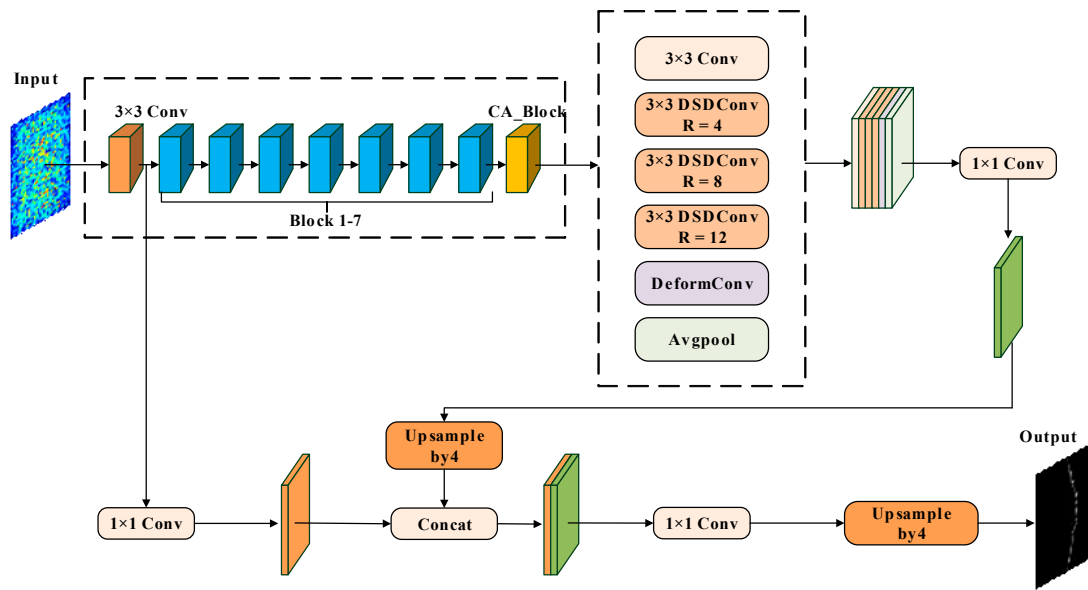 Input
3×3 Conv
CA_Block
Block 1-7
3×3 Conv
3×3 DSDConv
R = 4
3×3 DSDConv
R = 8
3×3 DSDConv
R = 12
DeformConv
Avgpool
1×1 Conv
Upsample
by4
Output
1×1 Conv
Concat
1×1 Conv
Upsample
by4